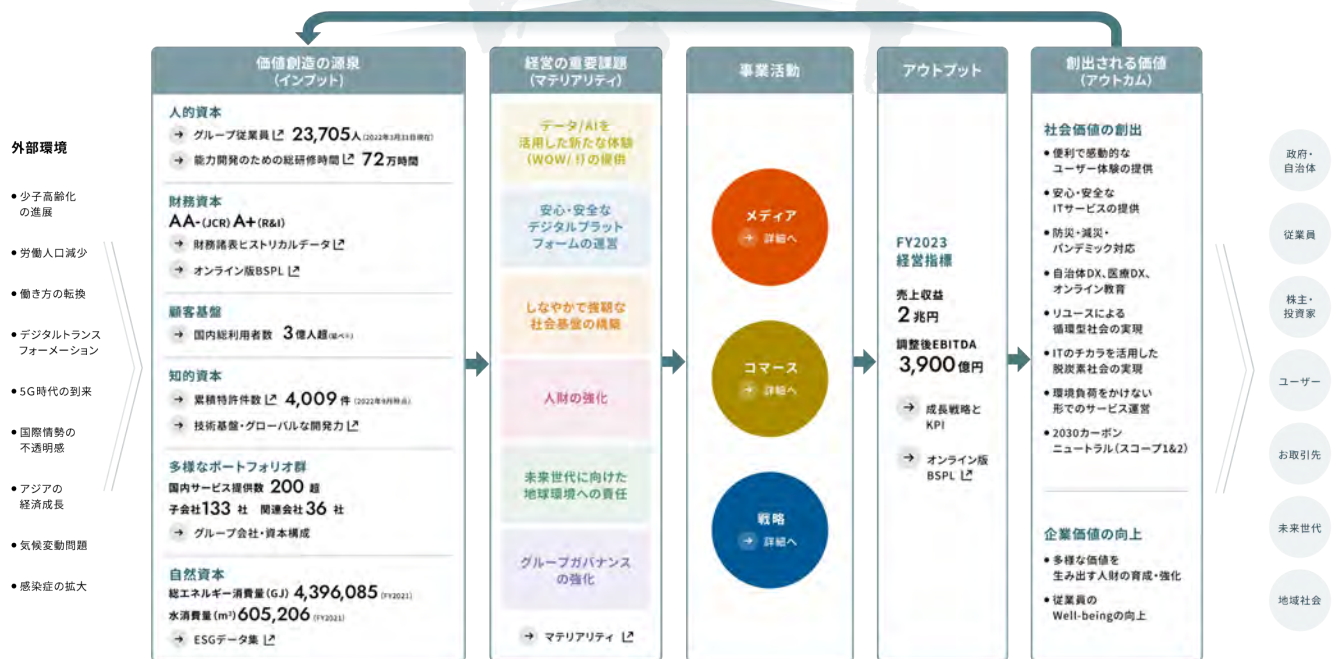 外部環境
• 少子高齢化
の進展
• 労働人口減少
• 働き方の転換
• デジタルトランス
フォーメーション
• 5G時代の到来
• 国際情勢の
不透明感
• アジアの
経済成長
• 気候変動問題
• 感染症の拡大
価値創造の源泉
(インプット)
人的資本
グループ従業員 23,705人(2022年3月31日現在)
能力開発のための総研修時間 72万時間
財務資本
AA-(JCR) A+(R&I)
財務諸表ヒストリカルデータ
オンライン版BSPL
顧客基盤
国内総利用者数 3億人超(延べ)
知的資本
累積特許件数 4,009件(2022年9月時点)
技術基盤・グローバルな開発力
多様なポートフォリオ群
国内サービス提供数 200 超
子会社133 社 関連会社36 社
グループ会社・資本構成
自然資本
総エネルギー消費量(GJ) 4,396,085 (FY2021)
水消費量(m³)605,206(FY2021)
ESGデータ集
経営の重要課題
(マテリアリティ)
データ/AIを
活用した新たな体験
(WOW/ !)の提供
安心・安全な
デジタルプラット
フォームの運営
しなやかで強靭な
社会基盤の構築
人財の強化
未来世代に向けた
地球環境への責任
グループガバナンス
の強化
マテリアリティ
事業活動
メディア
詳細へ
コマース
詳細へ
戦略
詳細へ
アウトプット
FY2023
経営指標
売上収益
2兆円
調整後EBITDA
3,900億円
成長戦略と
KPI
オンライン版
BSPL
創出される価値
(アウトカム)
社会価値の創出
• 便利で感動的な
ユーザー体験の提供
• 安心・安全な
ITサービスの提供
• 防災・減災・
パンデミック対応
• 自治体DX、医療DX、
オンライン教育
• リユースによる
循環型社会の実現
• ITのチカラを活用した
脱炭素社会の実現
• 環境負荷をかけない
形でのサービス運営
• 2030カーボン
ニュートラル(スコープ1&2)
企業価値の向上
• 多様な価値を
生み出す人財の育成・強化
• 従業員の
Well-beingの向上
政府・
自治体
従業員
株主・
投資家
ユーザー
お取引先
未来世代
地域社会